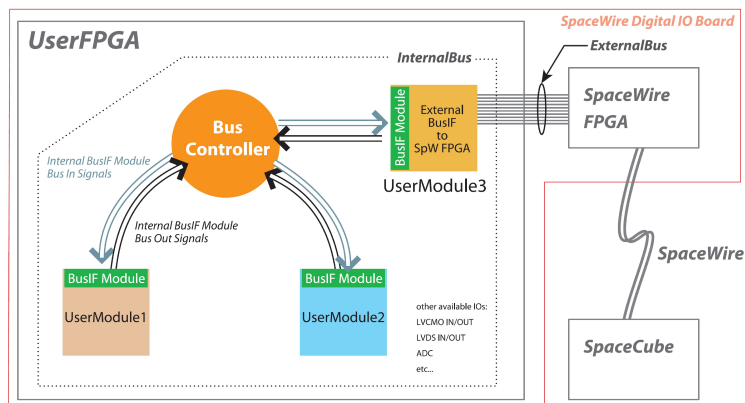 UserFPGA
SpaceWire Digital IO Board
InternalBus
ExternalBus
Bus
Controller
BusIF Module
External
BusIF
to
SpW FPGA
UserModule3
SpaceWire
FPGA
Internal BusIF Module
Bus In Signals
Internal BusIF Module
Bus Out Signals
SpaceWire
BusIF Module
UserModule1
BusIF Module
UserModule2
other available IOs:
LVCMO IN/OUT
LVDS IN/OUT
ADC
etc...
SpaceCube